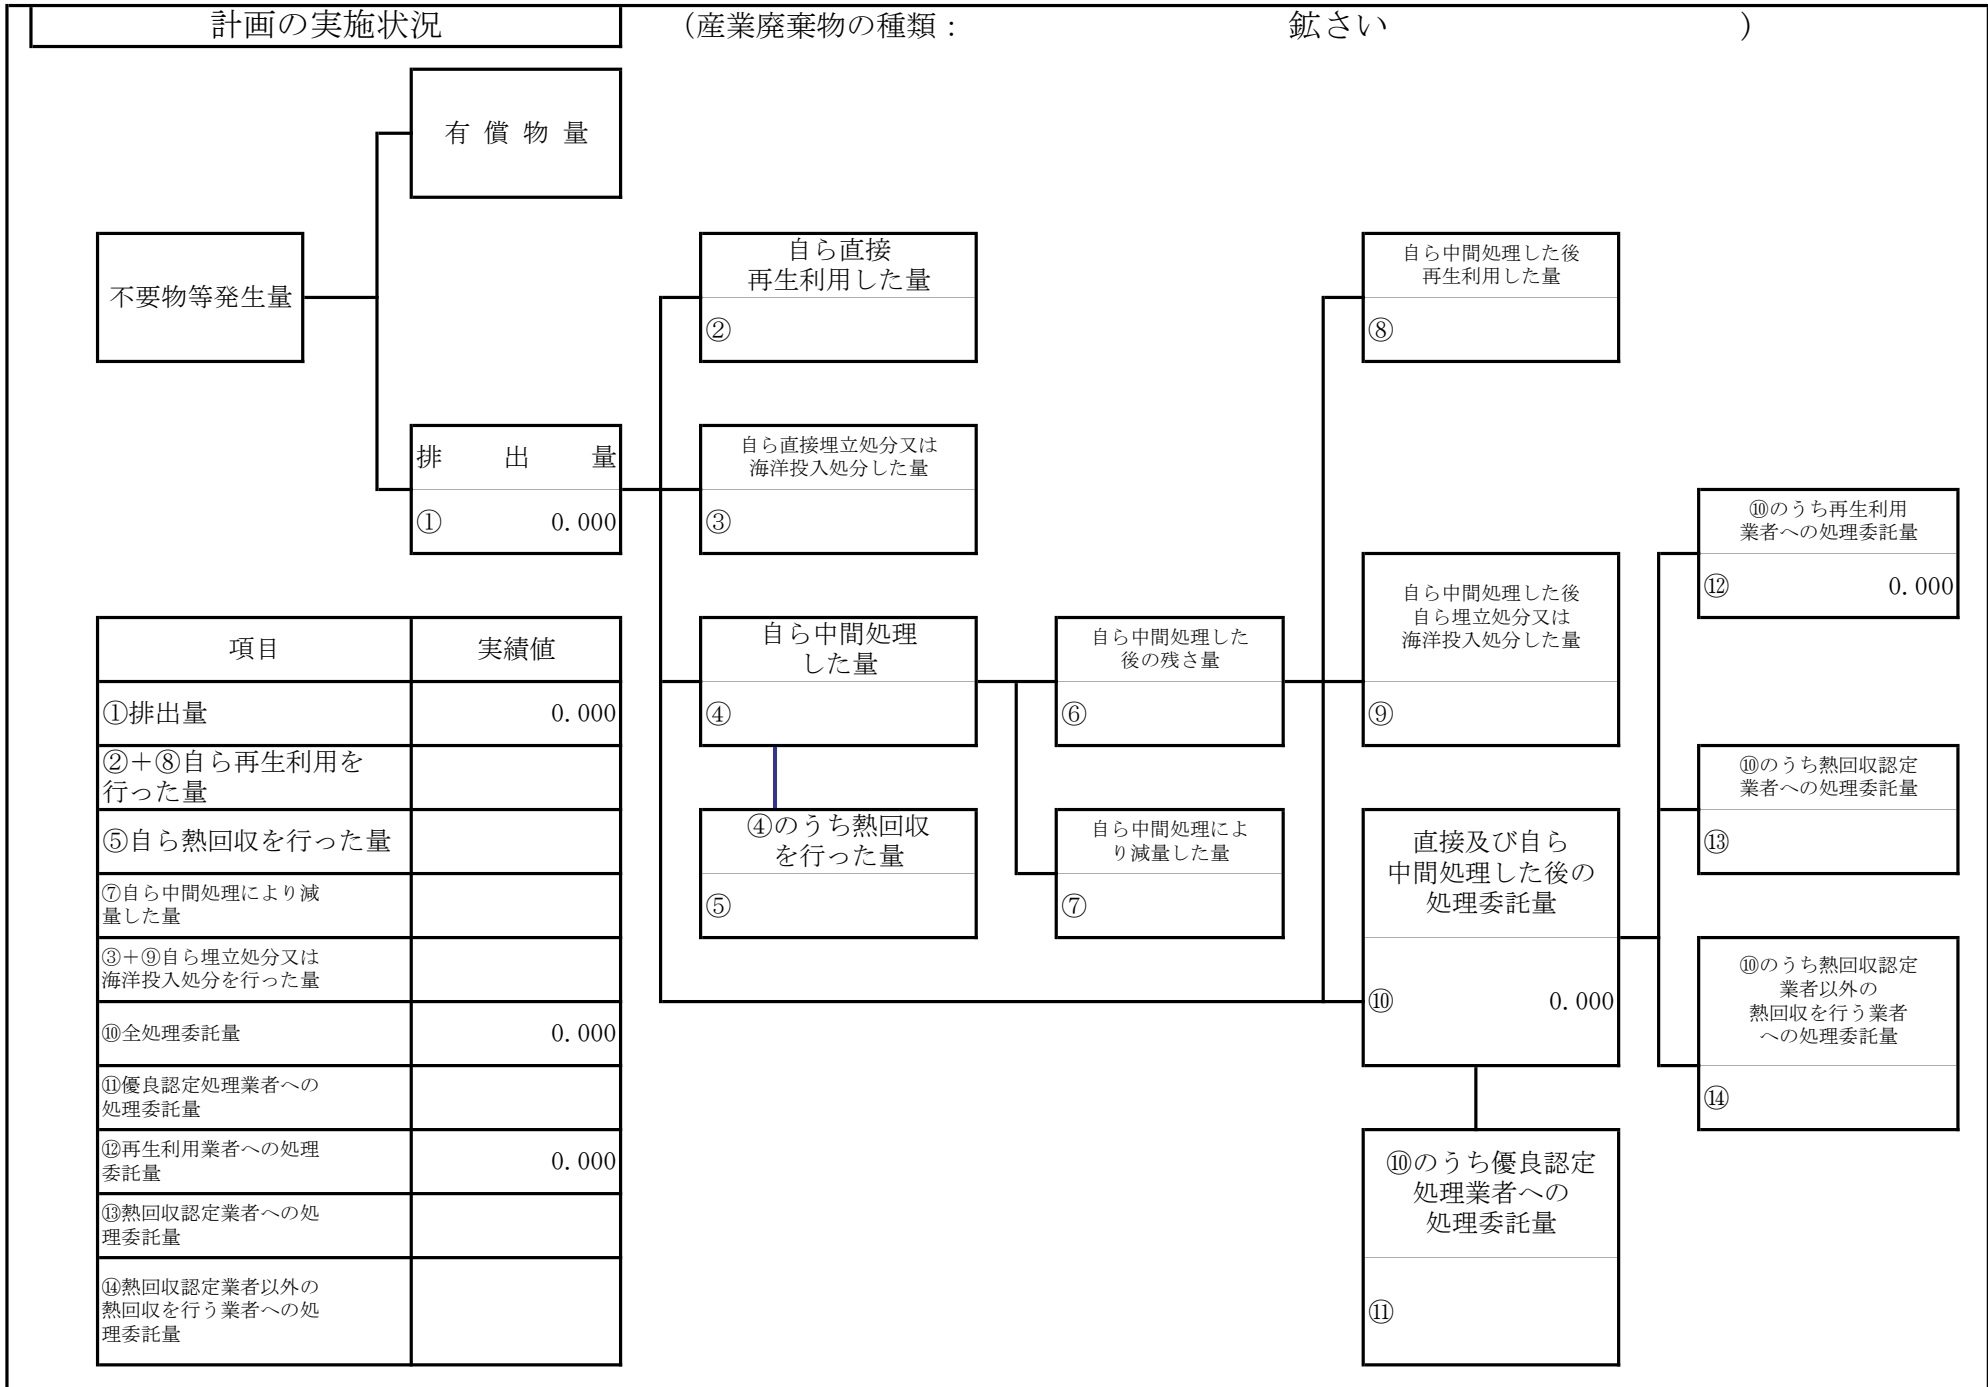 計画の実施状況 （産業廃棄物の種類： 鉱さい ）
有償物量
不要物等発生量
自ら直接
再生利用した量
②
自ら中間処理した後
再生利用した量
⑧
排出量
① 0.000
自ら直接埋立処分又は
海洋投入処分した量
③
⑩のうち再生利用
業者への処理委託量
⑫ 0.000
自ら中間処理した後
自ら埋立処分又は
海洋投入処分した量
⑨
自ら中間処理
した量
④
自ら中間処理した
後の残さ量
⑥
④のうち熱回収
を行った量
⑤
自ら中間処理によ
り減量した量
⑦
直接及び自ら
中間処理した後の
処理委託量
⑩ 0.000
⑩のうち熱回収認定
業者への処理委託量
⑬
⑩のうち熱回収認定
業者以外の
熱回収を行う業者
への処理委託量
⑭
⑩のうち優良認定
処理業者への
処理委託量
⑪
項目 実績値
①排出量 0.000
②＋⑧自ら再生利用を
行った量
⑤自ら熱回収を行った量
⑦自ら中間処理により減
量した量
③＋⑨自ら埋立処分又は
海洋投入処分を行った量
⑩全処理委託量 0.000
⑪優良認定処理業者への
処理委託量
⑫再生利用業者への処理
委託量 0.000
⑬熱回収認定業者への処
理委託量
⑭熱回収認定業者以外の
熱回収を行う業者への処
理委託量